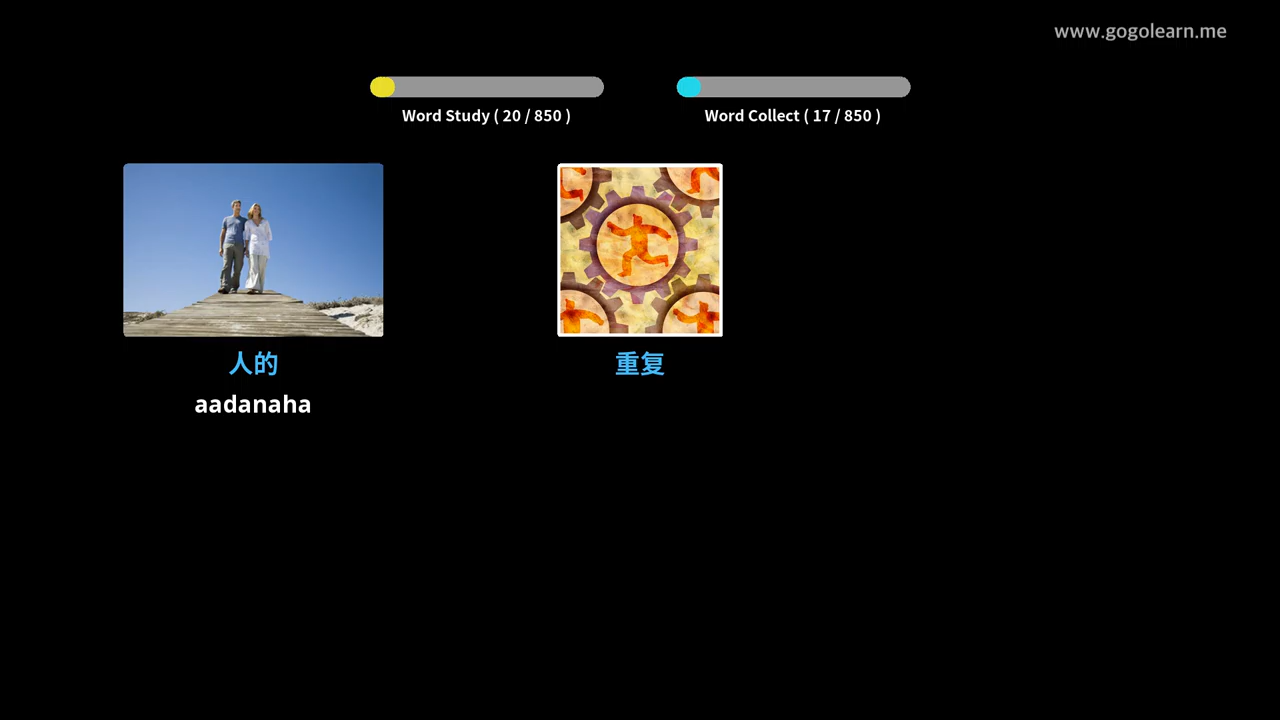 www.gogolearn.me
Word Study ( 20 / 850 )
Word Collect ( 17 / 850 )
人的
重复
aadanaha